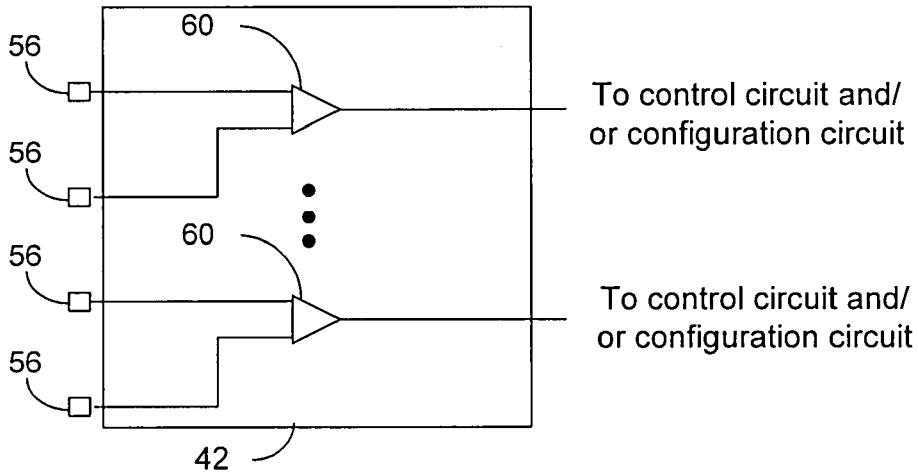 60
56
To control circuit and/
or configuration circuit
56
60
56
To control circuit and/
or configuration circuit
56
42